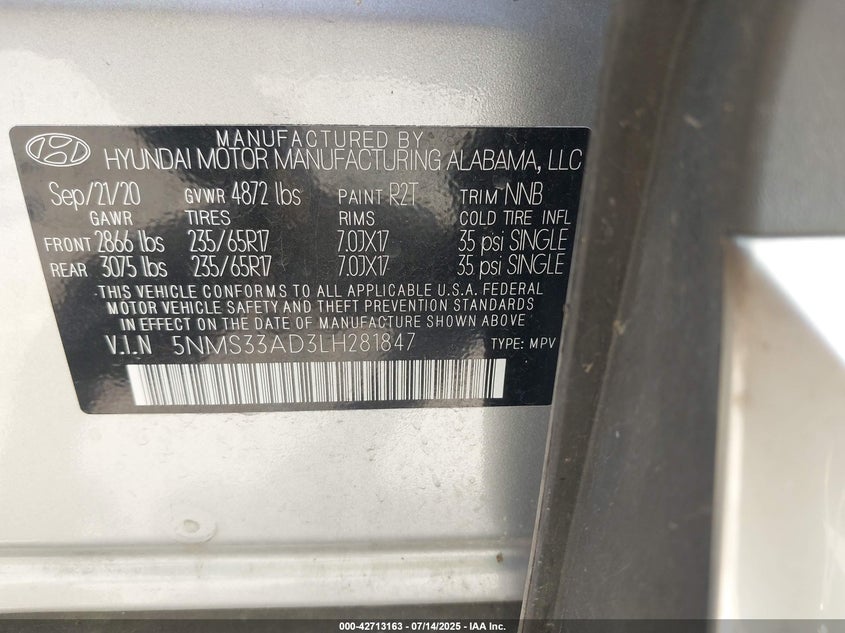 MANUFACTURED BY
HYUNDAI MOTOR MANUFACTURING ALABAMA, LLC
Sep/21/20 GVWR 4872 lbs PAINT R2T TRIM NNB
GAWR TIRES RIMS COLD TIRE INFL
FRONT 2866 lbs 235/65R17 7.0JX17 35 psi SINGLE
REAR 3075 lbs 235/65R17 7.0JX17 35 psi SINGLE
THIS VEHICLE CONFORMS TO ALL APPLICABLE U.S.A. FEDERAL
MOTOR VEHICLE SAFETY AND THEFT PREVENTION STANDARDS
IN EFFECT ON THE DATE OF MANUFACTURE SHOWN ABOVE
V.I.N 5NMS33AD3LH281847 TYPE: MPV
000-42713163 - 07/14/2025 - IAA Inc.